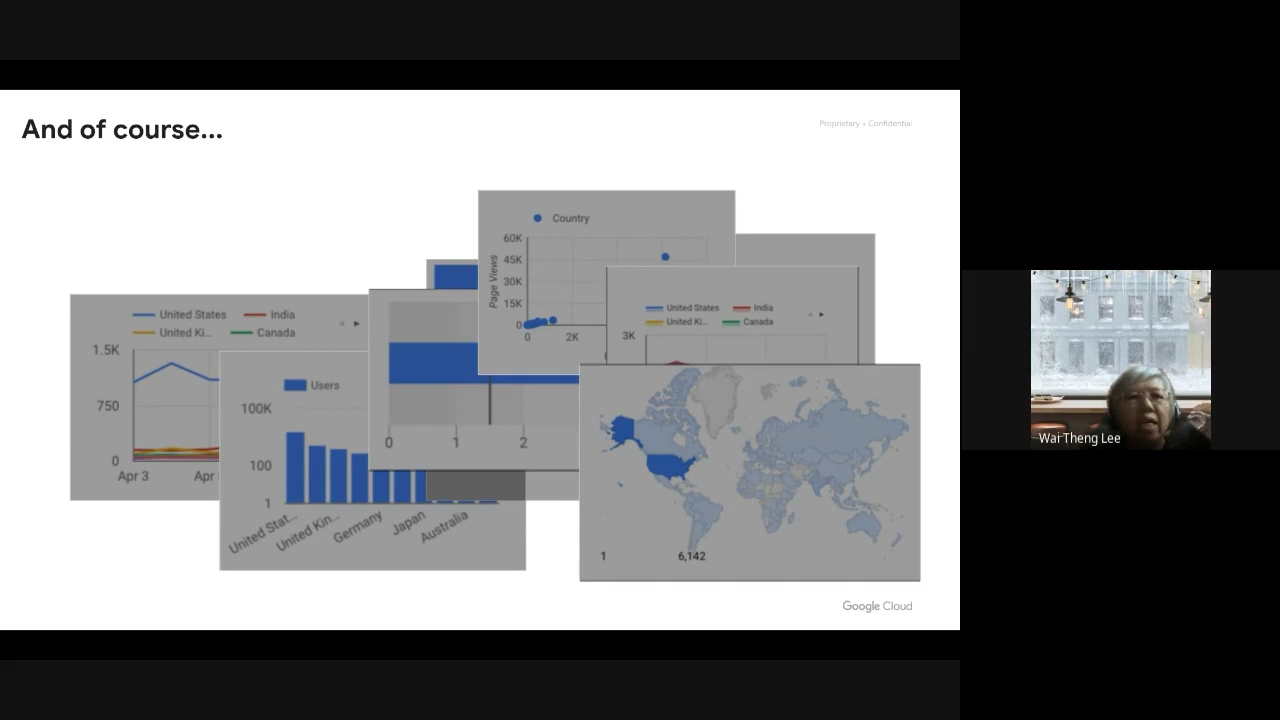 And of course...
Proprietary + Confidential
Country
60K
45K
30K
15K
0
Page Views
0
2K
United States
India
United Ki...
Canada
1.5K
750
0
Apr 3
Apr
Users
100K
100
1
United Stat...
United Kin...
Germany
Japan
Australia
0
1
2
United States
India
United Ki...
Canada
3K
1
6,142
Google Cloud
Wai Theng Lee